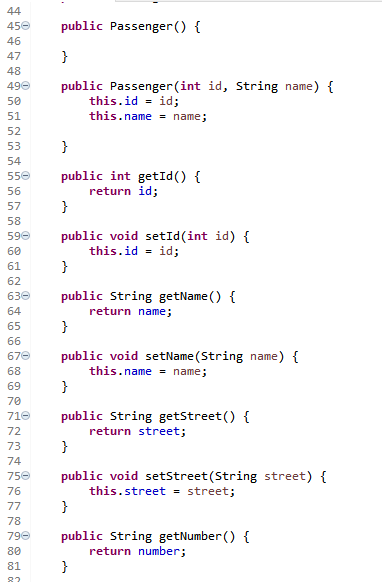 44
45 public Passenger() {
46
47 }
48
49 public Passenger(int id, String name) {
50 this.id = id;
51 this.name = name;
52
53 }
54
55 public int getId() {
56 return id;
57 }
58
59 public void setId(int id) {
60 this.id = id;
61 }
62
63 public String getName() {
64 return name;
65 }
66
67 public void setName(String name) {
68 this.name = name;
69 }
70
71 public String getStreet() {
72 return street;
73 }
74
75 public void setStreet(String street) {
76 this.street = street;
77 }
78
79 public String getNumber() {
80 return number;
81 }
82